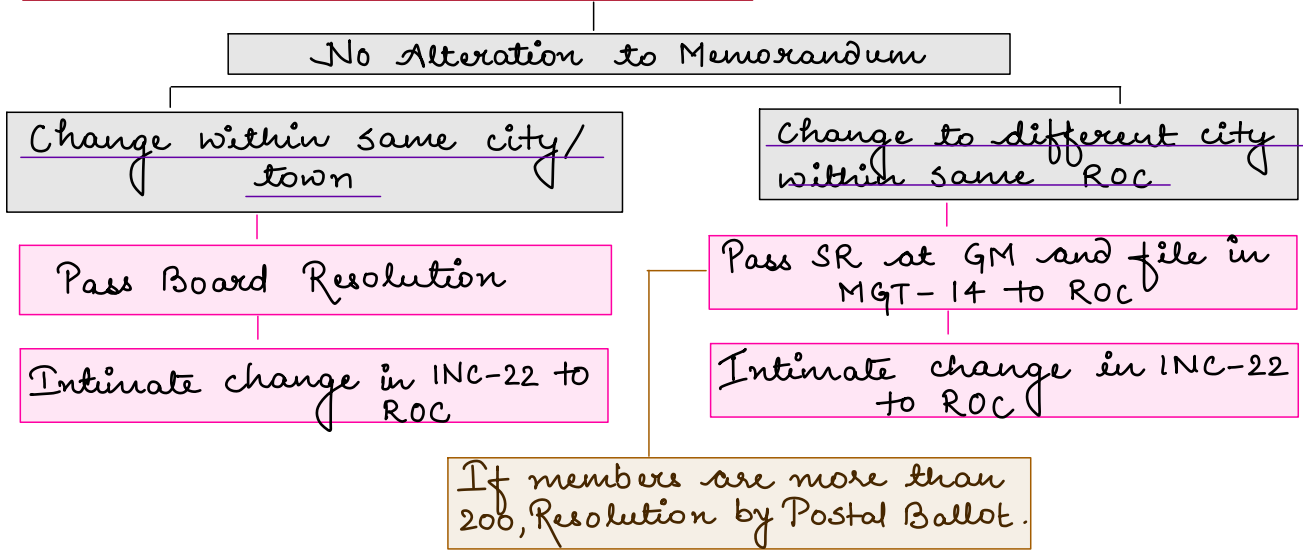 No Alteration to Memorandum
Change within same city/
town
Change to different city
within same ROC
Pass Board Resolution
Pass SR at GM and file in
MGT-14 to ROC
Intimate change in INC-22 to
ROC
Intimate change in INC-22
to ROC
If members are more than
200, Resolution by Postal Ballot.